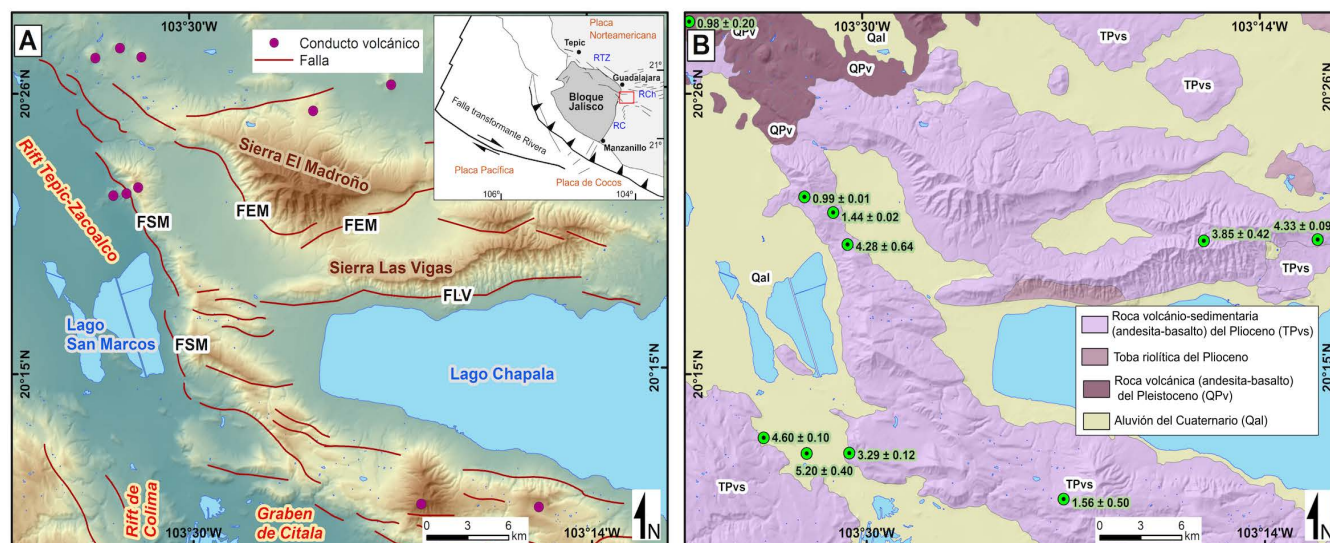 A
103°30'W
Conducto volcánico
Falla
Placa
Norteamericana
Tepic
RTZ
21°
Guadalajara
RCh
Bloque
Jalisco
RC
Falla transformante Rivera
21°
Manzanillo
Placa Pacífica
Placa de Cocos
106°
104°
20°26'N
Sierra El Madroño
Rift Tepic-Zacoalco
FEM
FEM
FSM
Sierra Las Vigas
FLV
Lago
San Marcos
FSM
Lago Chapala
20°15'N
Rift de
Colima
Graben
de Citala
103°30'W
103°14'W
0
3
6
km
N
B
0.98 ± 0.20
QPv
103°30'W
Qal
103°14'W
TPvs
QPv
TPvs
20°26'N
QPv
0.99 ± 0.01
1.44 ± 0.02
4.28 ± 0.64
3.85 ± 0.42
4.33 ± 0.09
TPvs
Qal
Roca volcánio-sedimentaria
(andesita-basalto) del Plioceno (TPvs)
Toba riolítica del Plioceno
Roca volcánica (andesita-basalto)
del Pleistoceno (QPv)
Aluvión del Cuaternario (Qal)
20°15'N
4.60 ± 0.10
5.20 ± 0.40
3.29 ± 0.12
TPvs
TPvs
1.56 ± 0.50
103°30'W
103°14'W
0
3
6
km
N